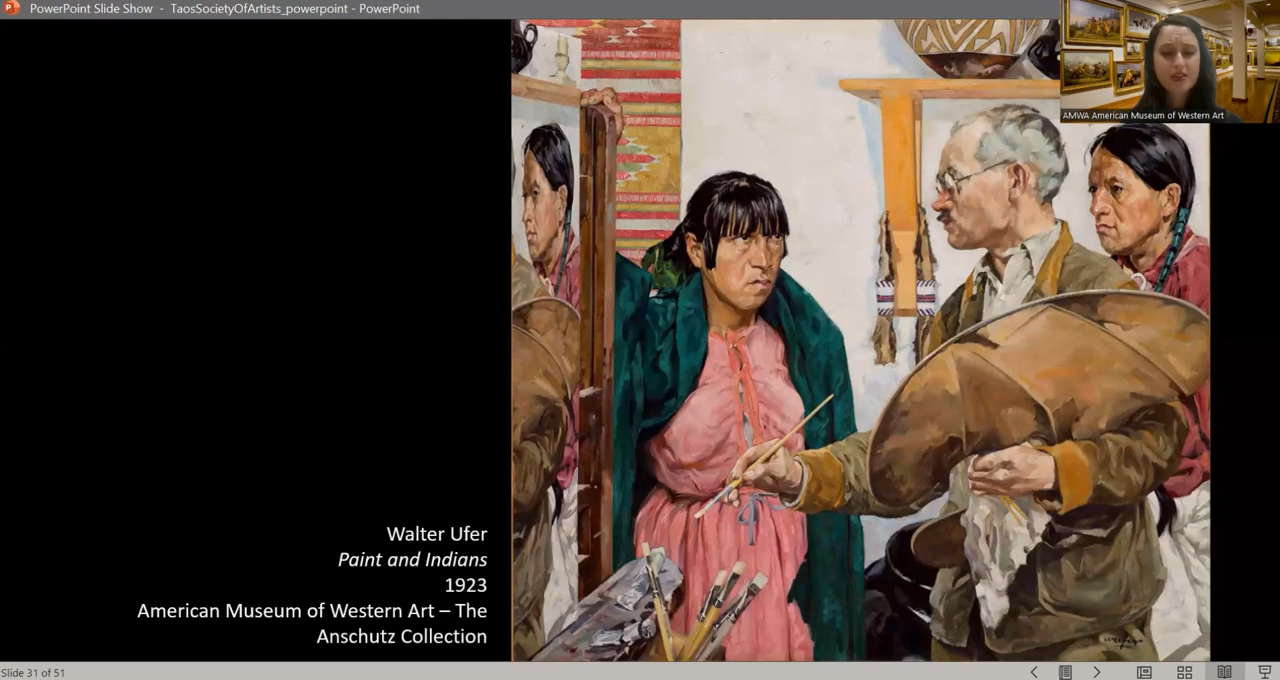 PowerPoint Slide Show - TaosSocietyOfArtists_powerpoint - PowerPoint
AMWA American Museum of Western Art
Walter Ufer
Paint and Indians
1923
American Museum of Western Art – The
Anschutz Collection
Slide 31 of 51